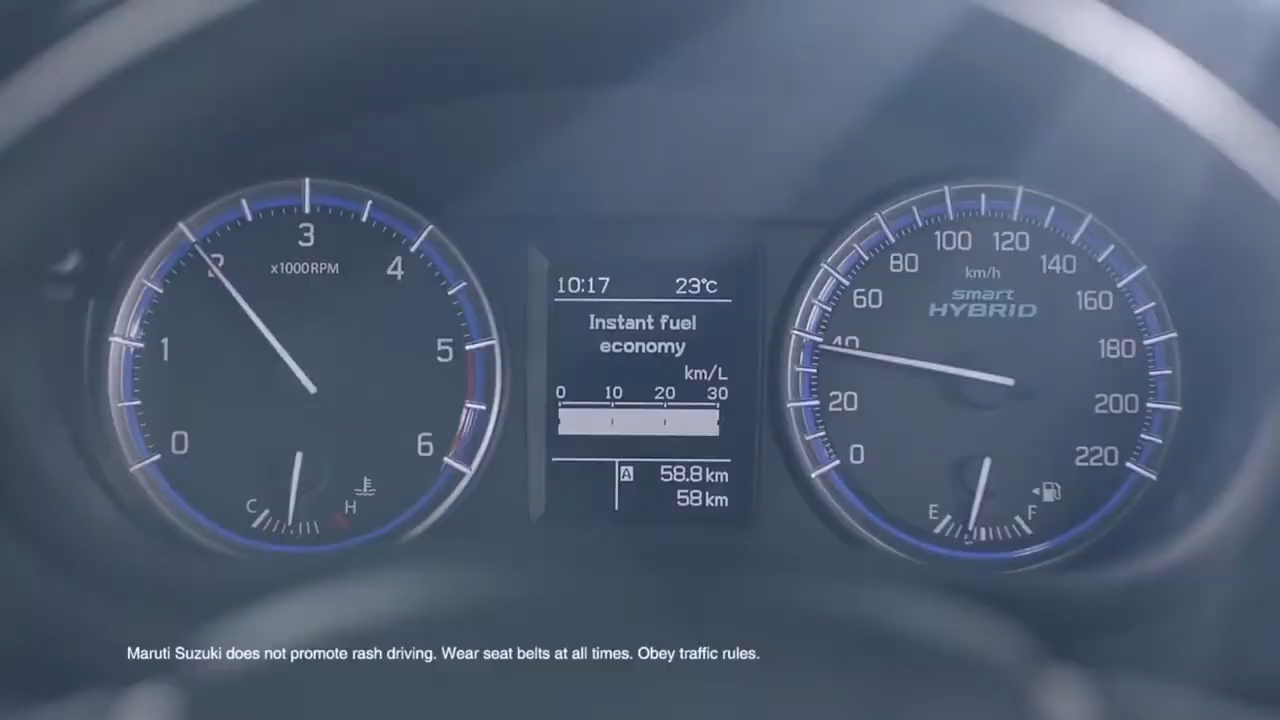 3
2
4
x1000RPM
1
5
0
6
C
H
10:17 23°C
Instant fuel
economy
km/L
0 10 20 30
A 58.8 km
58 km
100 120
80
km/h
140
60
smart
HYBRID
160
40
180
20
200
0
220
E
F
Maruti Suzuki does not promote rash driving. Wear seat belts at all times. Obey traffic rules.